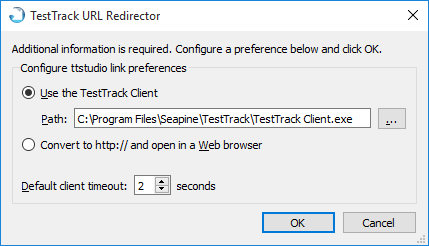 TestTrack URL Redirector
Additional information is required. Configure a preference below and click OK.
Configure ttstudio link preferences
Use the TestTrack Client
Path: C:\Program Files\Seapine\TestTrack\TestTrack Client.exe ...
Convert to http:// and open in a Web browser
Default client timeout: 2 seconds
OK Cancel